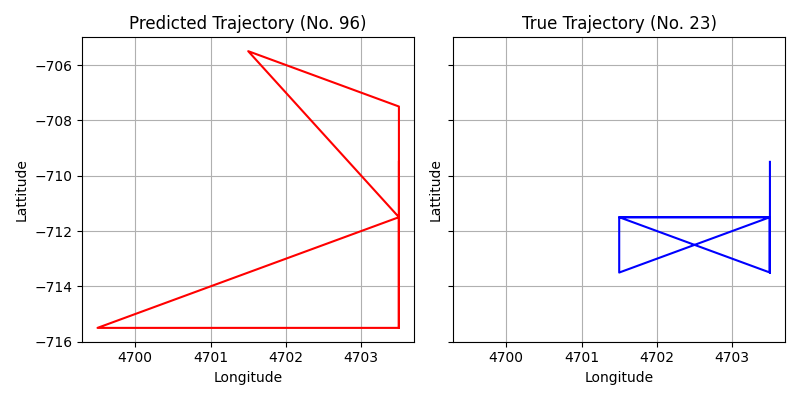 Predicted Trajectory (No. 96)
True Trajectory (No. 23)
Lattitude
−706
−708
−710
−712
−714
−716
4700 4701 4702 4703
Longitude
Lattitude
4700 4701 4702 4703
Longitude